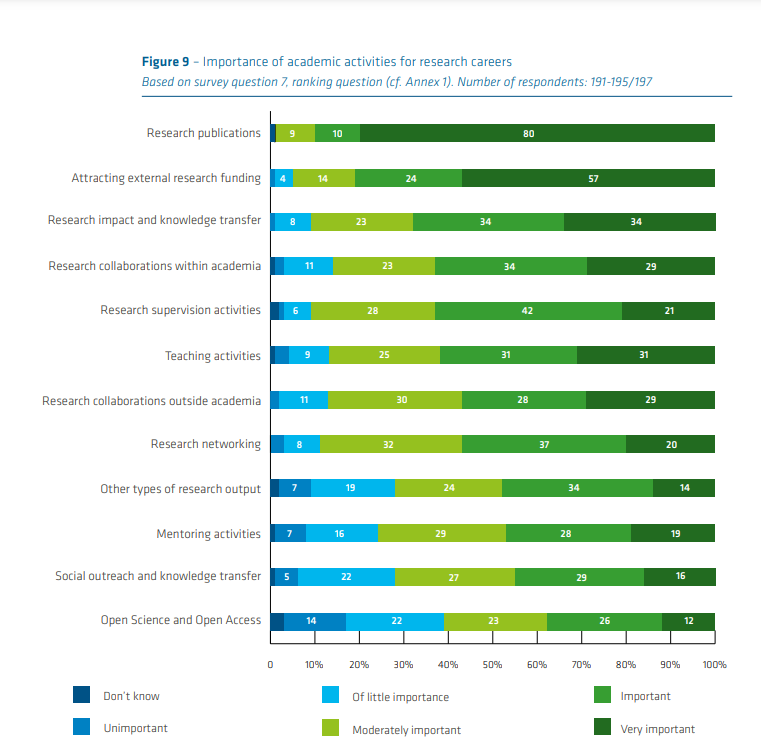 Figure 9 – Importance of academic activities for research careers
Based on survey question 7, ranking question (cf. Annex 1). Number of respondents: 191-195/197
Research publications 9 10 80
Attracting external research funding 4 14 24 57
Research impact and knowledge transfer 8 23 34 34
Research collaborations within academia 11 23 34 29
Research supervision activities 6 28 42 21
Teaching activities 9 25 31 31
Research collaborations outside academia 11 30 28 29
Research networking 8 32 37 20
Other types of research output 7 19 24 34 14
Mentoring activities 7 16 29 28 19
Social outreach and knowledge transfer 5 22 27 29 16
Open Science and Open Access 14 22 23 26 12
0 10% 20% 30% 40% 50% 60% 70% 80% 90% 100%
Don't know Of little importance Important
Unimportant Moderately important Very important